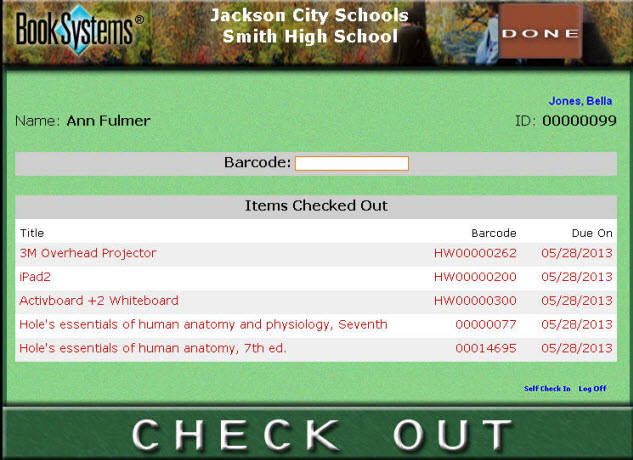 BookSystems®
Jackson City Schools
Smith High School
DONE
Jones, Bella
Name: Ann Fulmer ID: 00000099
Barcode:
Items Checked Out
Title Barcode Due On
3M Overhead Projector HW00000262 05/28/2013
iPad2 HW00000200 05/28/2013
Activboard +2 Whiteboard HW00000300 05/28/2013
Hole's essentials of human anatomy and physiology, Seventh 00000077 05/28/2013
Hole's essentials of human anatomy, 7th ed. 00014695 05/28/2013
Self Check In Log Off
CHECK OUT